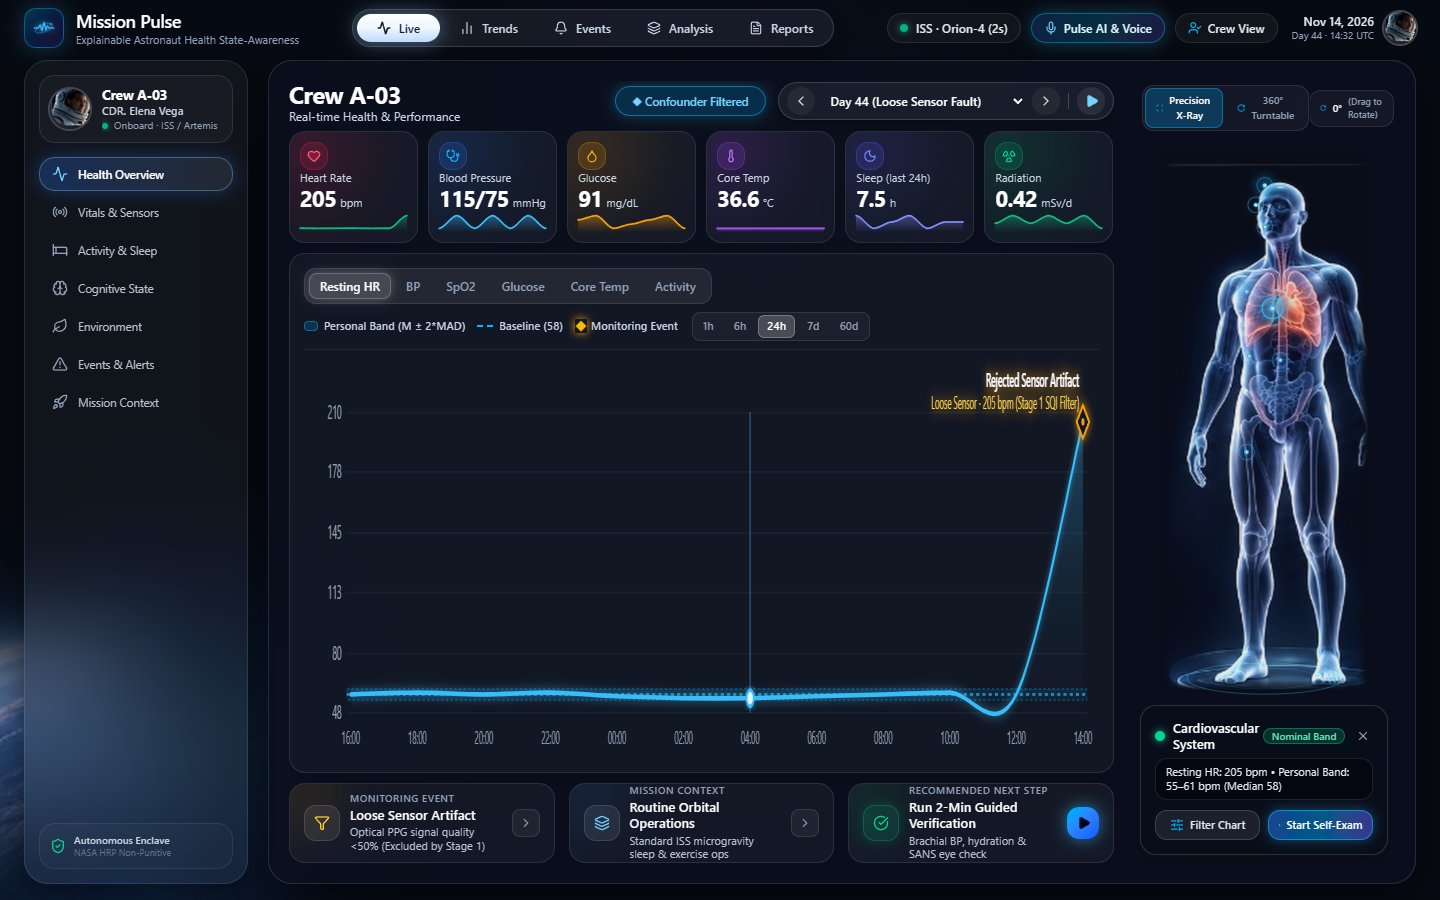 Mission Pulse
Explainable Astronaut Health State-Awareness
Live
Trends
Events
Analysis
Reports
ISS · Orion-4 (2s)
Pulse AI & Voice
Crew View
Nov 14, 2026
Day 44 · 14:32 UTC
Crew A-03
CDR. Elena Vega
Onboard · ISS / Artemis
Health Overview
Vitals & Sensors
Activity & Sleep
Cognitive State
Environment
Events & Alerts
Mission Context
Autonomous Enclave
NASA HRP Non-Punitive
Crew A-03
Real-time Health & Performance
◆ Confounder Filtered
Day 44 (Loose Sensor Fault)
Heart Rate
205 bpm
Blood Pressure
115/75 mmHg
Glucose
91 mg/dL
Core Temp
36.6 °C
Sleep (last 24h)
7.5 h
Radiation
0.42 mSv/d
Resting HR
BP
SpO2
Glucose
Core Temp
Activity
Personal Band (M ± 2*MAD)
Baseline (58)
Monitoring Event
1h
6h
24h
7d
60d
Rejected Sensor Artifact
Loose Sensor · 205 bpm (Stage 1 SQI Filter)
210
178
145
113
80
48
16:00
18:00
20:00
22:00
00:00
02:00
04:00
06:00
08:00
10:00
12:00
14:00
MONITORING EVENT
Loose Sensor Artifact
Optical PPG signal quality
<50% (Excluded by Stage 1)
MISSION CONTEXT
Routine Orbital
Operations
Standard ISS microgravity
sleep & exercise ops
RECOMMENDED NEXT STEP
Run 2-Min Guided
Verification
Brachial BP, hydration &
SANS eye check
Precision
X-Ray
360°
Turntable
0°
(Drag to
Rotate)
Cardiovascular
System
Nominal Band
Resting HR: 205 bpm • Personal Band:
55–61 bpm (Median 58)
Filter Chart
Start Self-Exam